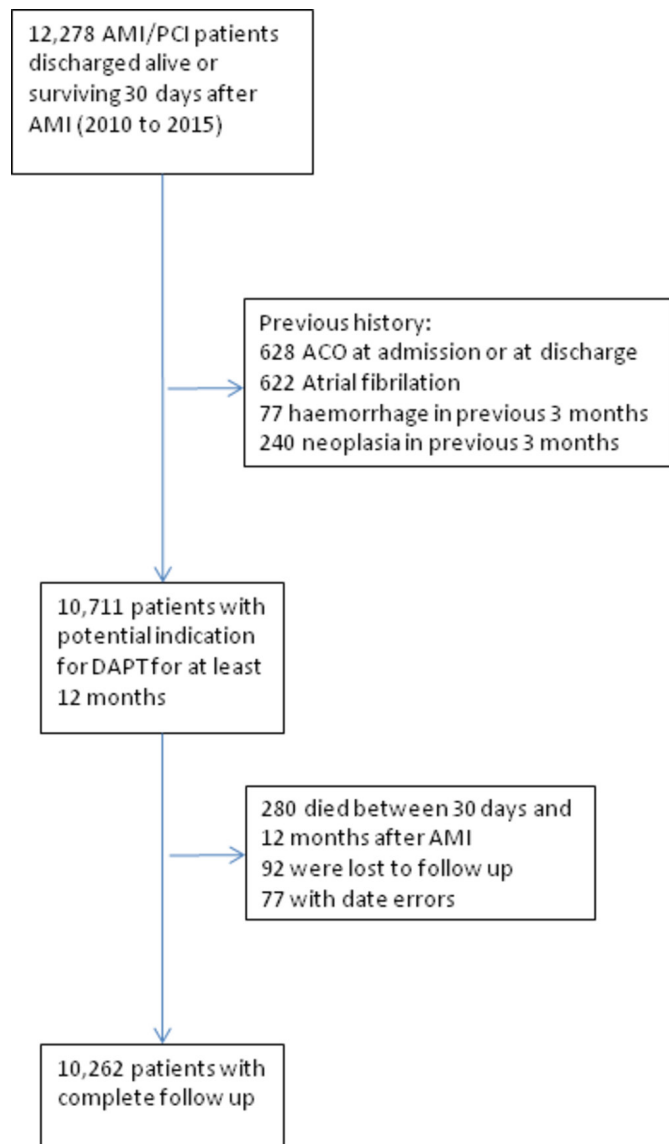 12,278 AMI/PCI patients
discharged alive or
surviving 30 days after
AMI (2010 to 2015)
Previous history:
628 ACO at admission or at discharge
622 Atrial fibrilation
77 haemorrhage in previous 3 months
240 neoplasia in previous 3 months
10,711 patients with
potential indication
for DAPT for at least
12 months
280 died between 30 days and
12 months after AMI
92 were lost to follow up
77 with date errors
10,262 patients with
complete follow up